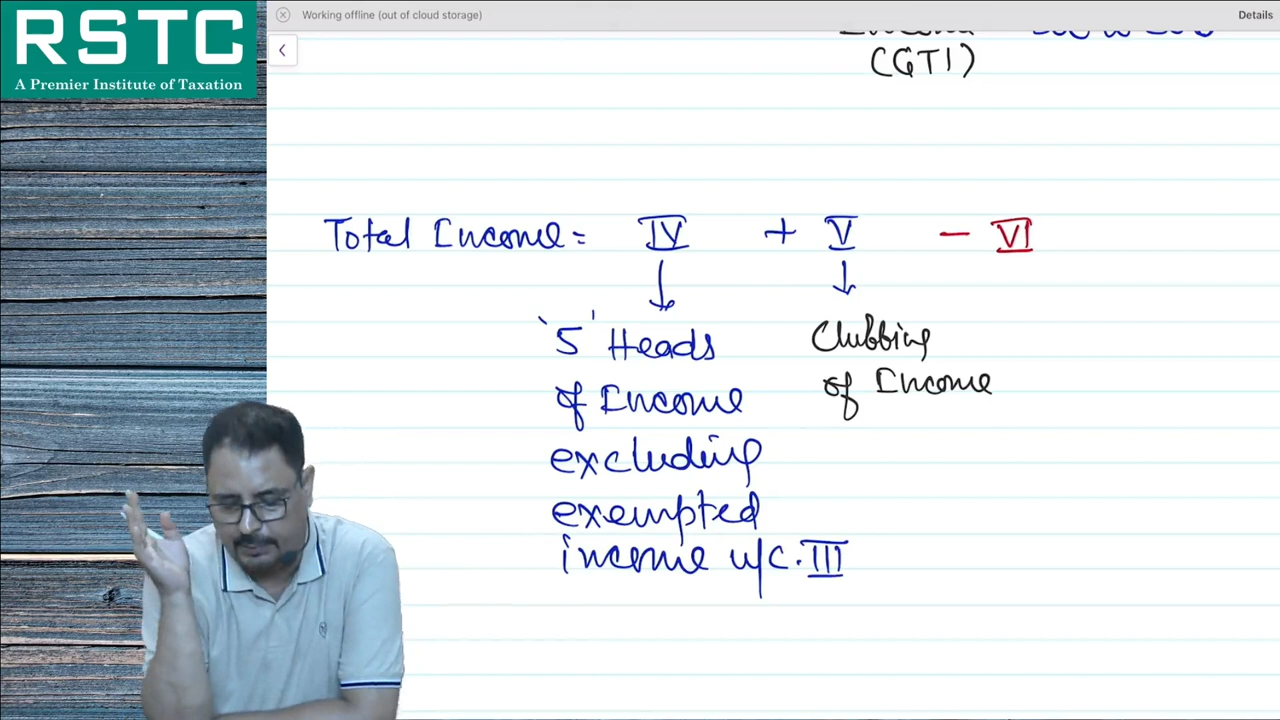 RSTC
A Premier Institute of Taxation
Working offline (out of cloud storage)
Details
(GTI)
Total Income = IV + V - VI
'5' Heads
of Income
excluding
exempted
income u/c. III
Clubbing
of Income